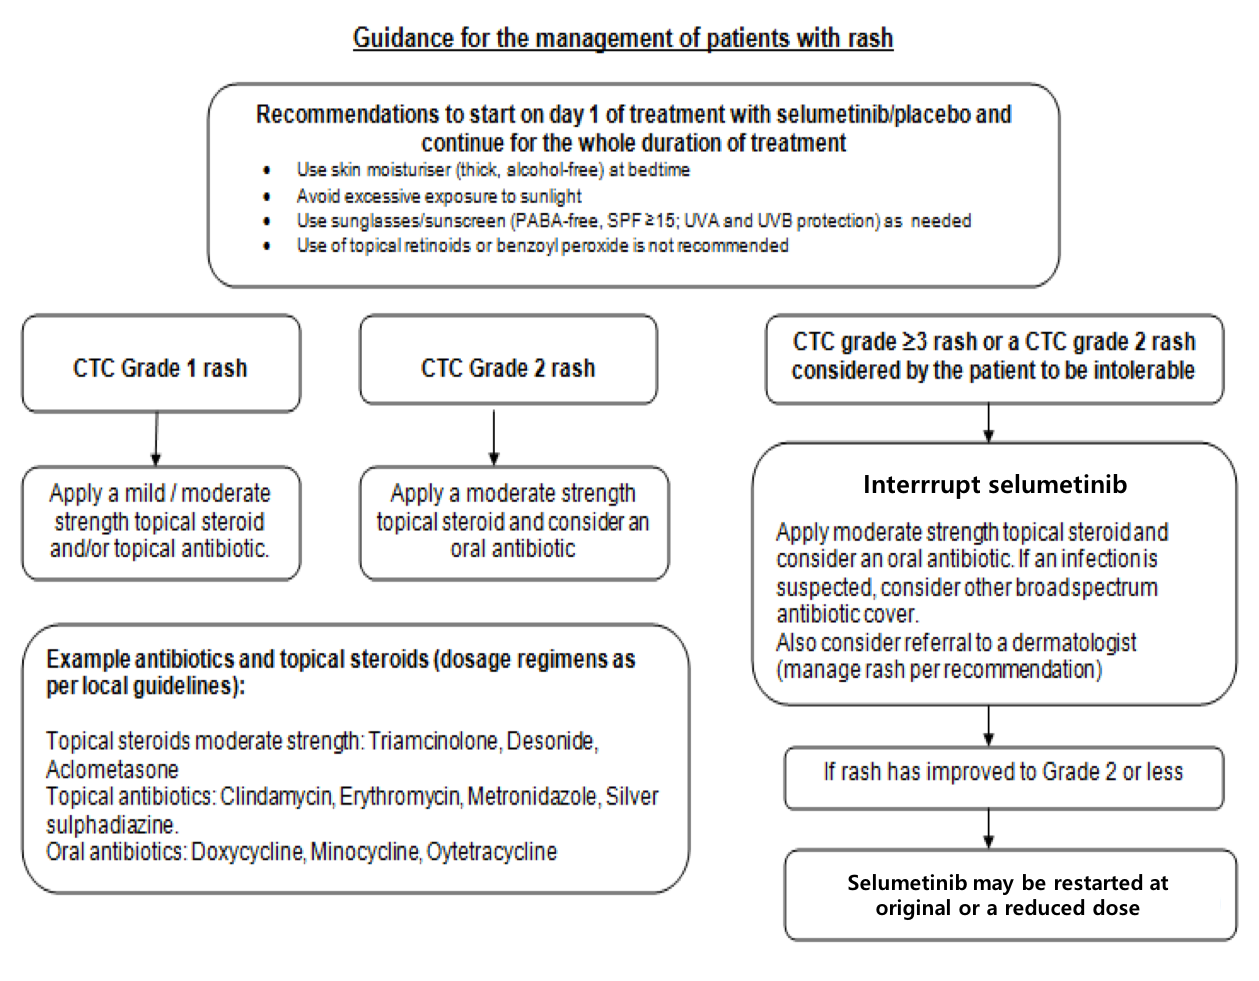 Guidance for the management of patients with rash
Recommendations to start on day 1 of treatment with selumetinib/placebo and
continue for the whole duration of treatment
• Use skin moisturiser (thick, alcohol-free) at bedtime
• Avoid excessive exposure to sunlight
• Use sunglasses/sunscreen (PABA-free, SPF ≥15; UVA and UVB protection) as needed
• Use of topical retinoids or benzoyl peroxide is not recommended
CTC Grade 1 rash
Apply a mild / moderate
strength topical steroid
and/or topical antibiotic.
CTC Grade 2 rash
Apply a moderate strength
topical steroid and consider an
oral antibiotic
CTC grade ≥3 rash or a CTC grade 2 rash
considered by the patient to be intolerable
Interrrupt selumetinib
Apply moderate strength topical steroid and
consider an oral antibiotic. If an infection is
suspected, consider other broad spectrum
antibiotic cover.
Also consider referral to a dermatologist
(manage rash per recommendation)
If rash has improved to Grade 2 or less
Selumetinib may be restarted at
original or a reduced dose
Example antibiotics and topical steroids (dosage regimens as
per local guidelines):
Topical steroids moderate strength: Triamcinolone, Desonide,
Aclometasone
Topical antibiotics: Clindamycin, Erythromycin, Metronidazole, Silver
sulphadiazine.
Oral antibiotics: Doxycycline, Minocycline, Oytetracycline